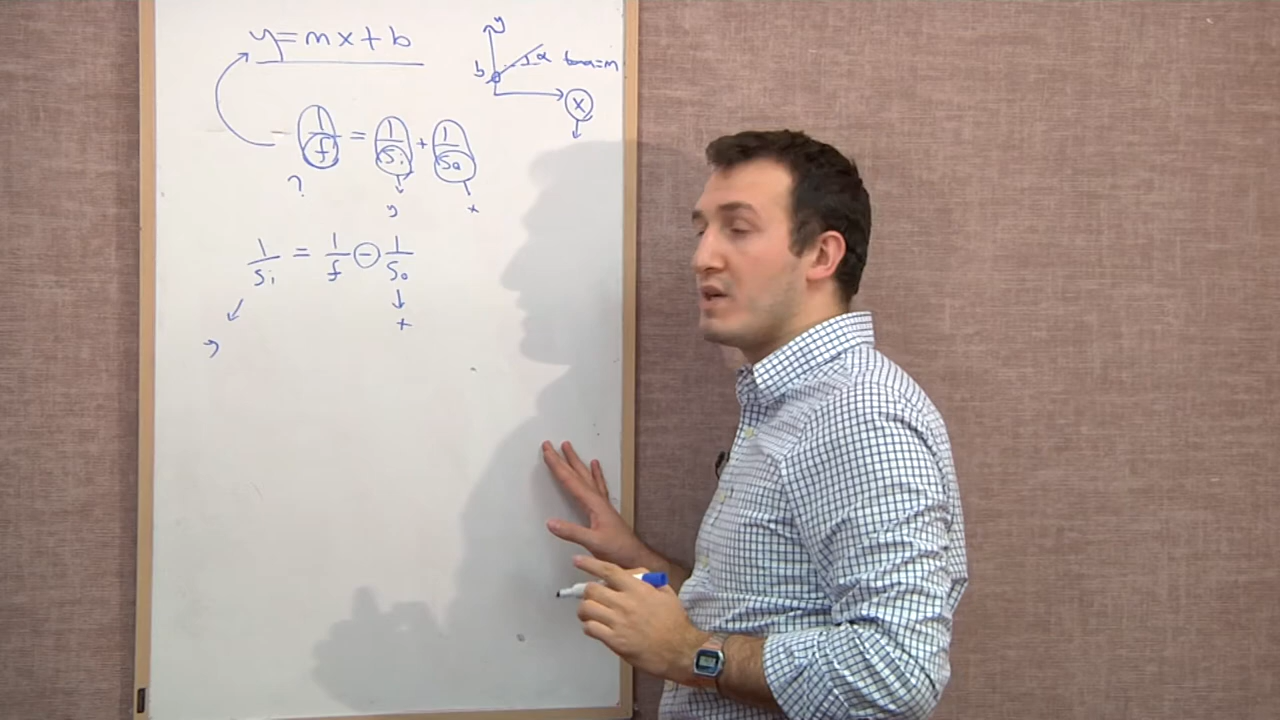 y = mx + b
y
b α tanα = m
x
1/f = 1/si + 1/so
?
y x
1/si = 1/f - 1/so
x
y